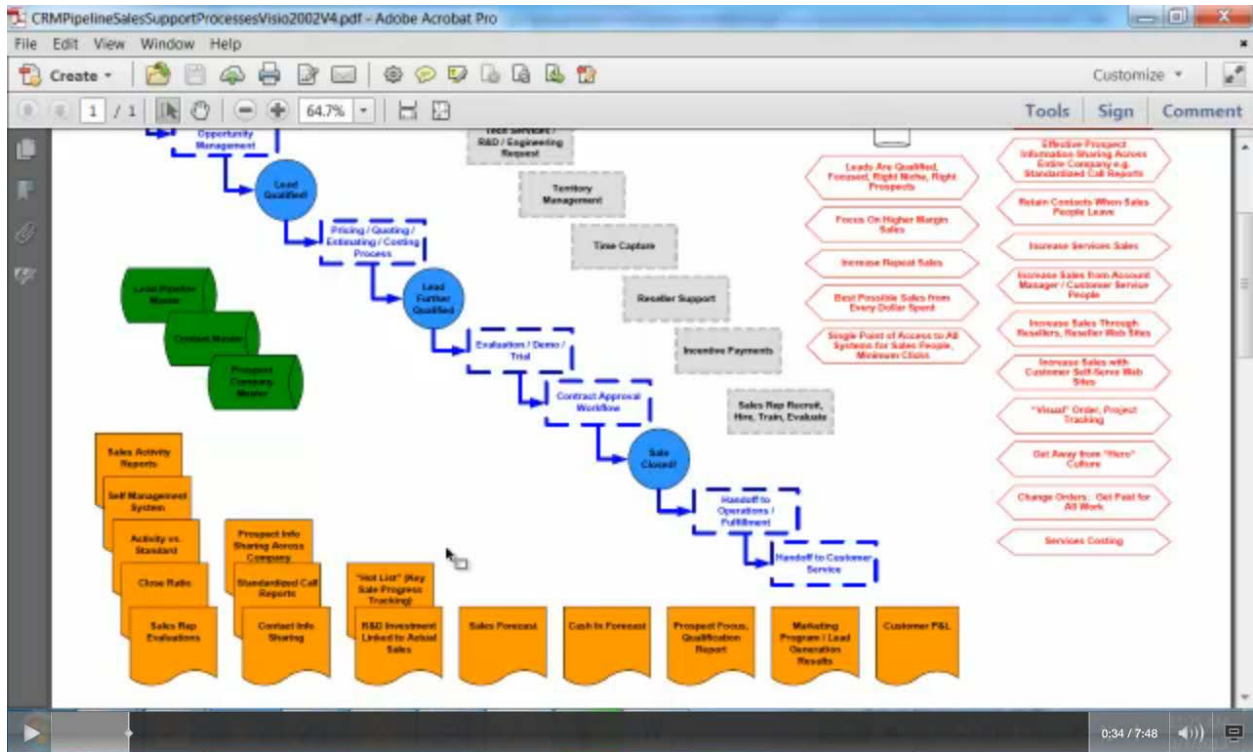 CRMPipelineSalesSupportProcessesVisio2002V4.pdf - Adobe Acrobat Pro
File Edit View Window Help
Create
Customize
1 / 1
64.7%
Tools Sign Comment
Opportunity
Management
Lead
Qualified?
Pricing / Quoting /
Estimating / Costing
Process
Lead
Further
Qualified
Evaluation / Demo /
Trial
Contract Approval
Workflow
Sale
Closed?
Handoff to
Operations /
Fulfillment
Handoff to Customer
Service
Tech Services /
R&D / Engineering
Request
Territory
Management
Time Capture
Reseller Support
Incentive Payments
Sales Rep Recruit,
Hire, Train, Evaluate
Leads Are Qualified,
Focused, Right Niche, Right
Prospects
Focus On Higher Margin
Sales
Increase Repeat Sales
Best Possible Sales from
Every Dollar Spent
Single Point of Access to All
Systems for Sales People,
Minimum Clicks
Effective Prospect
Information Sharing Across
Entire Company e.g.
Standardized Call Reports
Retain Contacts When Sales
People Leave
Increase Services Sales
Increase Sales from Account
Manager / Customer Service
People
Increase Sales Through
Resellers, Reseller Web Sites
Increase Sales with
Customer Self-Serve Web
Sites
"Visual" Order, Project
Tracking
Get Away from "Hero"
Culture
Change Orders: Get Paid for
All Work
Services Costing
Lead Pipeline
Master
Contact Master
Prospect
Company
Master
Sales Activity
Reports
Self Management
System
Activity vs.
Standard
Close Ratio
Sales Rep
Evaluations
Prospect Info
Sharing Across
Company
Standardized Call
Reports
Contact Info
Sharing
"Hot List" (Key
Sale Progress
Tracking)
R&D Investment
Linked to Actual
Sales
Sales Forecast
Cash In Forecast
Prospect Focus,
Qualification
Report
Marketing
Program / Lead
Generation
Results
Customer P&L
0:34 / 7:48